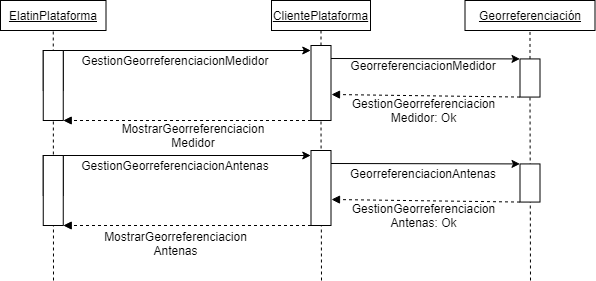 ElatinPlataforma
ClientePlataforma
Georreferenciación
GestionGeorreferenciacionMedidor
GeorreferenciacionMedidor
GestionGeorreferenciacion
Medidor: Ok
MostrarGeorreferenciacion
Medidor
GestionGeorreferenciacionAntenas
GeorreferenciacionAntenas
GestionGeorreferenciacion
Antenas: Ok
MostrarGeorreferenciacion
Antenas